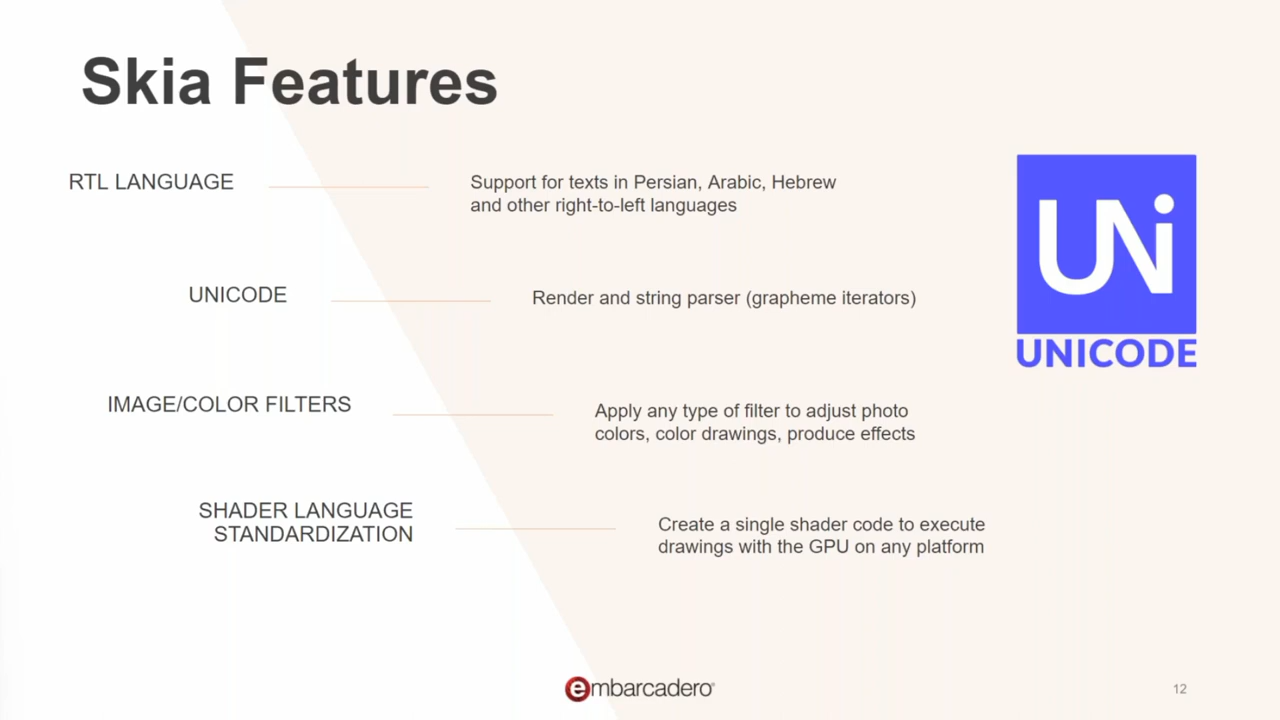 Skia Features
RTL LANGUAGE
Support for texts in Persian, Arabic, Hebrew
and other right-to-left languages
UNICODE
Render and string parser (grapheme iterators)
IMAGE/COLOR FILTERS
Apply any type of filter to adjust photo
colors, color drawings, produce effects
SHADER LANGUAGE
STANDARDIZATION
Create a single shader code to execute
drawings with the GPU on any platform
UNi
UNICODE
embarcadero®
12